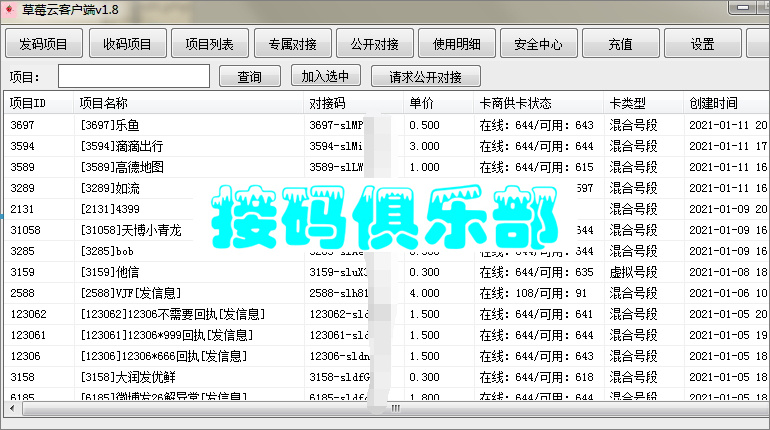 草莓云客户端v1.8
发码项目 收码项目 项目列表 专属对接 公开对接 使用明细 安全中心 充值 设置
项目: 查询 加入选中 请求公开对接
项目ID 项目名称 对接码 单价 卡商供卡状态 卡类型 创建时间
3697 [3697]乐鱼 3697-slMP 0.500 在线: 644/可用: 643 混合号段 2021-01-11 20
3594 [3594]滴滴出行 3594-slMi 3.000 在线: 644/可用: 644 混合号段 2021-01-11 17
3589 [3589]高德地图 3589-slLW 1.000 在线: 644/可用: 615 混合号段 2021-01-11 16
3289 [3289]如流 597 混合号段 2021-01-11 16
2131 [2131]4399 混合号段 2021-01-09 20
接码俱乐部
31058 [31058]天博小青龙 544 混合号段 2021-01-09 16
3285 [3285]bob 344 混合号段 2021-01-09 16
3159 [3159]他信 3159-sluX3 0.300 在线: 644/可用: 635 虚拟号段 2021-01-08 18
2588 [2588]VJF[发信息] 2588-slh81 4.000 在线: 108/可用: 91 混合号段 2021-01-06 10
123062 [123062]12306不需要回执[发信息] 123062-sld 1.500 在线: 644/可用: 641 混合号段 2021-01-05 20
123061 [123061]12306*999回执[发信息] 123061-sld 1.500 在线: 644/可用: 644 混合号段 2021-01-05 19
12306 [12306]12306*666回执[发信息] 12306-sldn 1.500 在线: 644/可用: 643 混合号段 2021-01-05 18
3158 [3158]大润发优鲜 3158-sldfG 0.300 在线: 644/可用: 618 混合号段 2021-01-05 18
6185 [6185]微博发26解异常[发信息] 6185-sldf 1.800 在线: 644/可用: 644 混合号段 2021-01-05 18